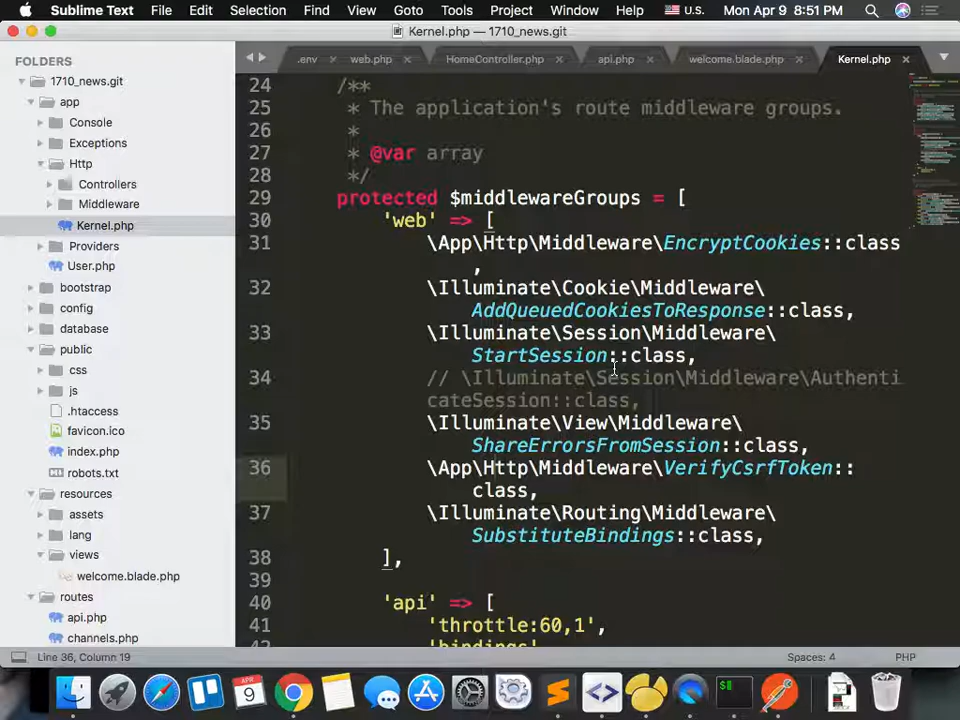 Sublime Text File Edit Selection Find View Goto Tools Project Window Help U.S. Mon Apr 9 8:51 PM
Kernel.php — 1710_news.git
.env × web.php × HomeController.php × api.php × welcome.blade.php × Kernel.php ×
FOLDERS
1710_news.git
app
Console
Exceptions
Http
Controllers
Middleware
Kernel.php
Providers
User.php
bootstrap
config
database
public
css
js
.htaccess
favicon.ico
index.php
robots.txt
resources
assets
lang
views
welcome.blade.php
routes
api.php
channels.php
24 /**
25 * The application's route middleware groups.
26 *
27 * @var array
28 */
29 protected $middlewareGroups = [
30 'web' => [
31 \App\Http\Middleware\EncryptCookies::class
,
32 \Illuminate\Cookie\Middleware\
AddQueuedCookiesToResponse::class,
33 \Illuminate\Session\Middleware\
StartSession::class,
34 // \Illuminate\Session\Middleware\Authenti
cateSession::class,
35 \Illuminate\View\Middleware\
ShareErrorsFromSession::class,
36 \App\Http\Middleware\VerifyCsrfToken::
class,
37 \Illuminate\Routing\Middleware\
SubstituteBindings::class,
38 ],
39
40 'api' => [
41 'throttle:60,1',
42 'bindings'
Line 36, Column 19 Spaces: 4 PHP